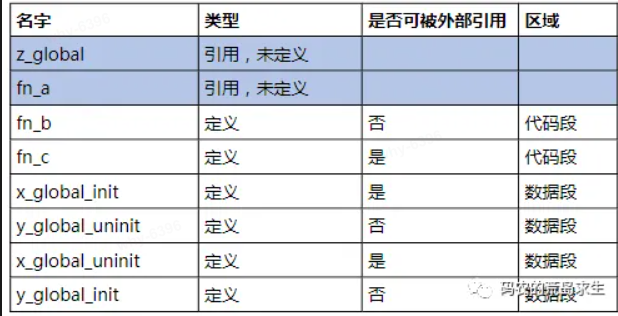 名字 类型 是否可被外部引用 区域
z_global 引用，未定义
fn_a 引用，未定义
fn_b 定义 否 代码段
fn_c 定义 是 代码段
x_global_init 定义 是 数据段
y_global_uninit 定义 否 数据段
x_global_uninit 定义 是 数据段
y_global_init 定义 否 数据段
码农的荒岛求生